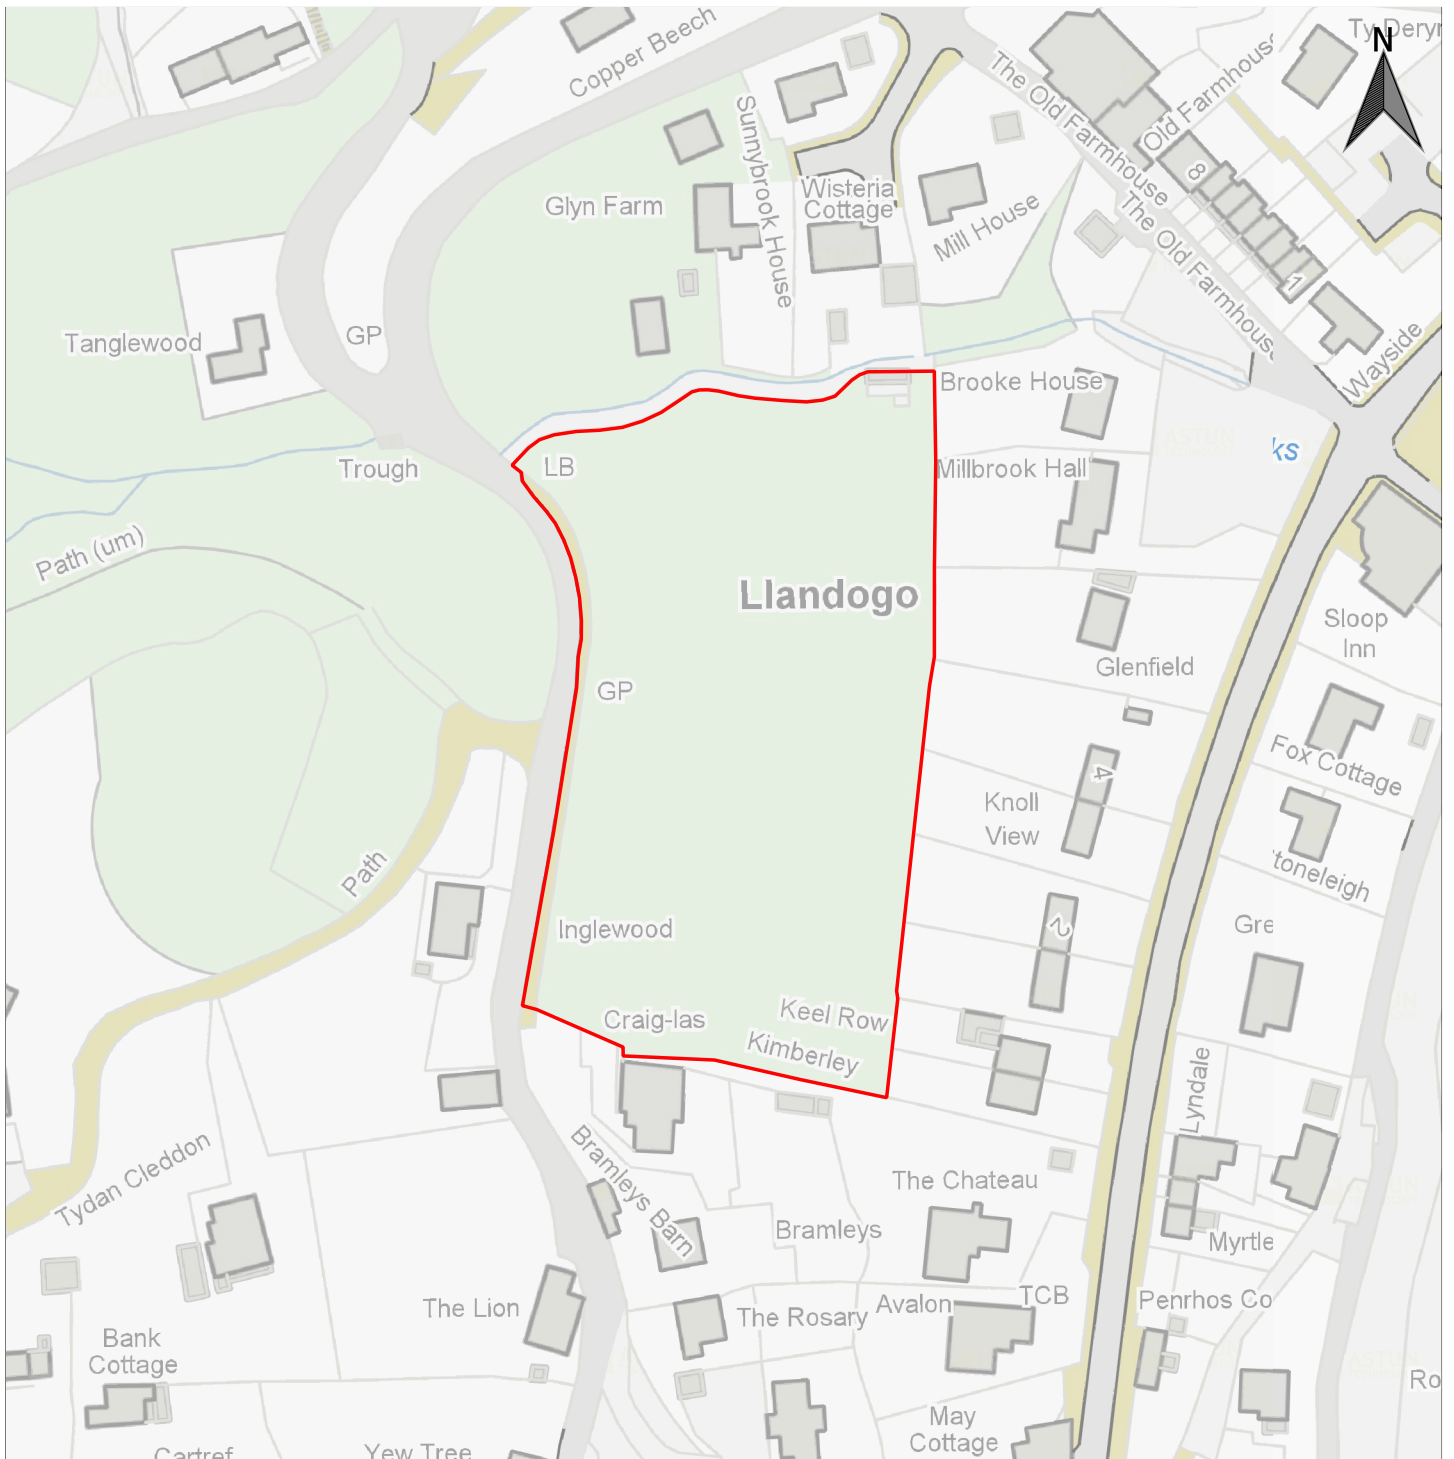 Ty Deryn
N
Copper Beech
The Old Farmhouse
Old Farmhouse
Sunnybrook House
8
Wisteria
Cottage
Glyn Farm
Mill House
The Old Farmhouse
1
Tanglewood
GP
Wayside
Brooke House
Trough
LB
Millbrook Hall
ks
Path (um)
Llandogo
Sloop
Inn
Glenfield
GP
Fox Cottage
4
Knoll
View
Path
toneleigh
Inglewood
2
Gre
Craig-las
Keel Row
Kimberley
Lyndale
Tydan Cleddon
Bramleys Barn
The Chateau
Bramleys
Myrtle
The Lion
The Rosary
Avalon
TCB
Penrhos Co
Bank
Cottage
Ro
May
Cottage
Cartref
Yew Tree